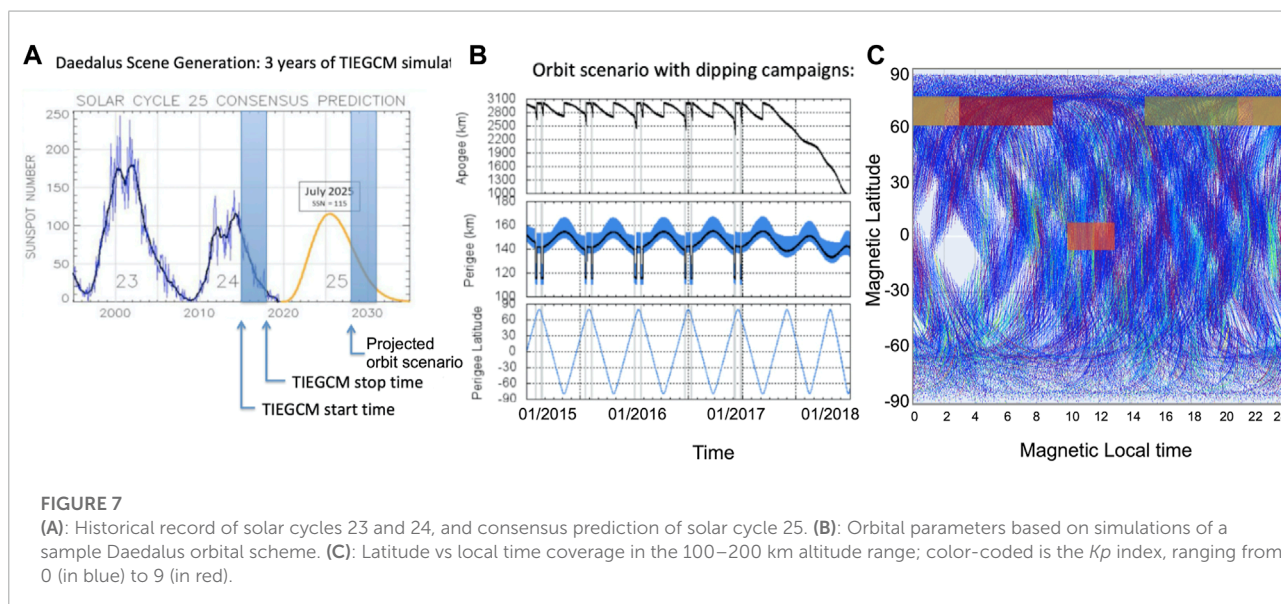 A
Daedalus Scene Generation: 3 years of TIEGCM simulat
SOLAR CYCLE 25 CONSENSUS PREDICTION
SUNSPOT NUMBER
250
200
150
100
50
0
23
24
25
July 2025
SSN = 115
2000
2010
2020
2030
Projected
orbit scenario
TIEGCM stop time
TIEGCM start time
B
Orbit scenario with dipping campaigns:
Apogee (km)
3100
2800
2500
2200
1900
1600
1300
1000
Perigee (km)
180
160
140
120
100
Perigee Latitude
90
60
30
0
-30
-60
-90
01/2015
01/2016
01/2017
01/2018
Time
C
Magnetic Latitude
90
60
30
0
-30
-60
-90
0 2 4 6 8 10 12 14 16 18 20 22 2
Magnetic Local time
FIGURE 7
(A): Historical record of solar cycles 23 and 24, and consensus prediction of solar cycle 25. (B): Orbital parameters based on simulations of a
sample Daedalus orbital scheme. (C): Latitude vs local time coverage in the 100–200 km altitude range; color-coded is the Kp index, ranging from
0 (in blue) to 9 (in red).